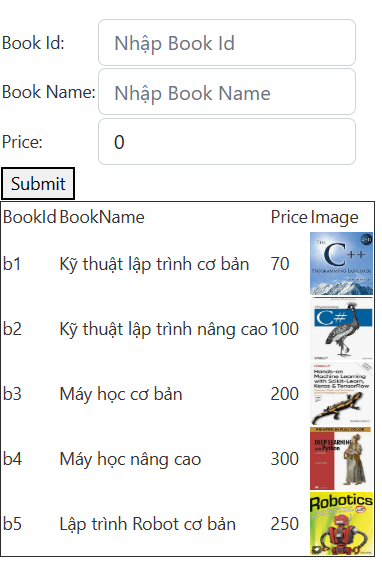 Book Id: Nhập Book Id
Book Name: Nhập Book Name
Price: 0
Submit
BookId BookName Price Image
b1 Kỹ thuật lập trình cơ bản 70
THE
C++
PROGRAMMING LANGUAGE
b2 Kỹ thuật lập trình nâng cao 100
C#
b3 Máy học cơ bản 200
Hands-on
Machine Learning
with Scikit-Learn,
Keras & TensorFlow
b4 Máy học nâng cao 300
DEEP LEARNING
with Python
b5 Lập trình Robot cơ bản 250
Robotics